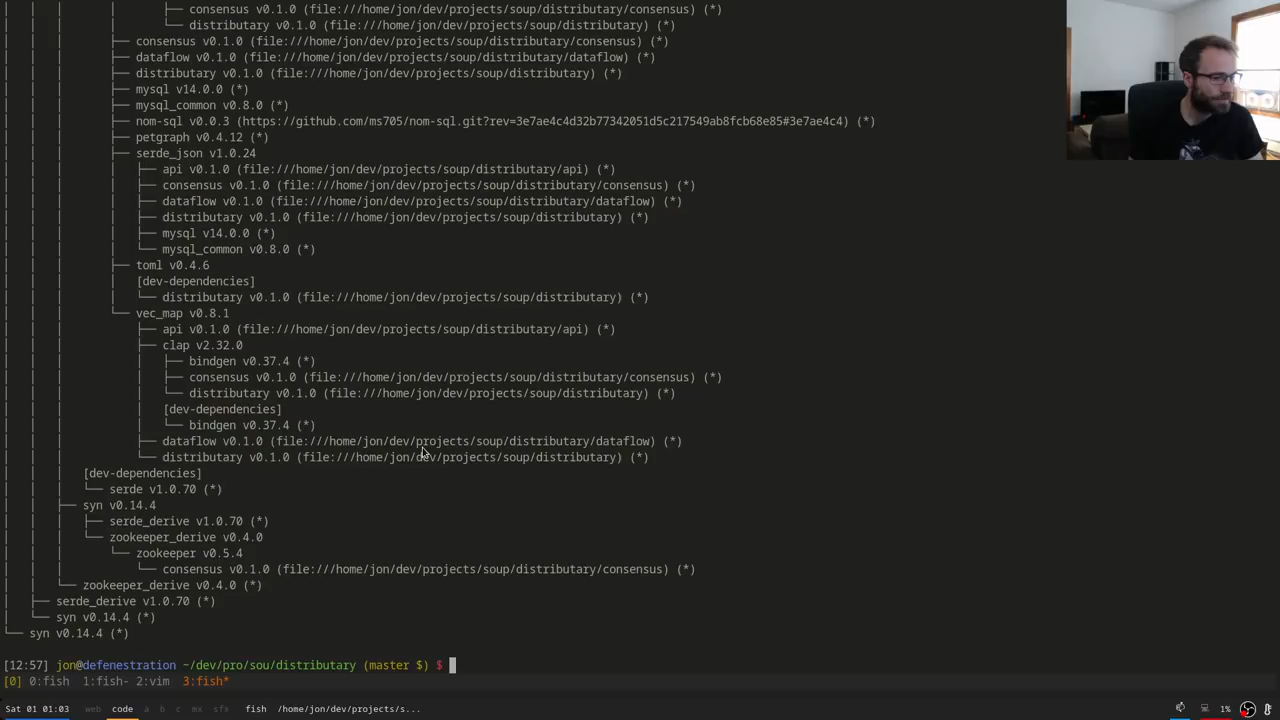 │   │   │   │     ├── consensus v0.1.0 (file:///home/jon/dev/projects/soup/distributary/consensus) (*)
│   │   │   │     └── distributary v0.1.0 (file:///home/jon/dev/projects/soup/distributary) (*)
│   │   │   ├── consensus v0.1.0 (file:///home/jon/dev/projects/soup/distributary/consensus) (*)
│   │   │   ├── dataflow v0.1.0 (file:///home/jon/dev/projects/soup/distributary/dataflow) (*)
│   │   │   ├── distributary v0.1.0 (file:///home/jon/dev/projects/soup/distributary) (*)
│   │   │   ├── mysql v14.0.0 (*)
│   │   │   ├── mysql_common v0.8.0 (*)
│   │   │   ├── nom-sql v0.0.3 (https://github.com/ms705/nom-sql.git?rev=3e7ae4c4d32b77342051d5c217549ab8fcb68e85#3e7ae4c4) (*)
│   │   │   ├── petgraph v0.4.12 (*)
│   │   │   ├── serde_json v1.0.24
│   │   │   │   ├── api v0.1.0 (file:///home/jon/dev/projects/soup/distributary/api) (*)
│   │   │   │   ├── consensus v0.1.0 (file:///home/jon/dev/projects/soup/distributary/consensus) (*)
│   │   │   │   ├── dataflow v0.1.0 (file:///home/jon/dev/projects/soup/distributary/dataflow) (*)
│   │   │   │   ├── distributary v0.1.0 (file:///home/jon/dev/projects/soup/distributary) (*)
│   │   │   │   ├── mysql v14.0.0 (*)
│   │   │   │   └── mysql_common v0.8.0 (*)
│   │   │   ├── toml v0.4.6
│   │   │   │   [dev-dependencies]
│   │   │   │   └── distributary v0.1.0 (file:///home/jon/dev/projects/soup/distributary) (*)
│   │   │   └── vec_map v0.8.1
│   │   │       ├── api v0.1.0 (file:///home/jon/dev/projects/soup/distributary/api) (*)
│   │   │       ├── clap v2.32.0
│   │   │       │   ├── bindgen v0.37.4 (*)
│   │   │       │   ├── consensus v0.1.0 (file:///home/jon/dev/projects/soup/distributary/consensus) (*)
│   │   │       │   └── distributary v0.1.0 (file:///home/jon/dev/projects/soup/distributary) (*)
│   │   │       │   [dev-dependencies]
│   │   │       │   └── bindgen v0.37.4 (*)
│   │   │       ├── dataflow v0.1.0 (file:///home/jon/dev/projects/soup/distributary/dataflow) (*)
│   │   │       └── distributary v0.1.0 (file:///home/jon/dev/projects/soup/distributary) (*)
│   │   │   [dev-dependencies]
│   │   │   └── serde v1.0.70 (*)
│   │   ├── syn v0.14.4
│   │   │   ├── serde_derive v1.0.70 (*)
│   │   │   └── zookeeper_derive v0.4.0
│   │   │       └── zookeeper v0.5.4
│   │   │           └── consensus v0.1.0 (file:///home/jon/dev/projects/soup/distributary/consensus) (*)
│   │   └── zookeeper_derive v0.4.0 (*)
│   ├── serde_derive v1.0.70 (*)
│   └── syn v0.14.4 (*)
└── syn v0.14.4 (*)
[12:57] jon@defenestration ~/dev/pro/sou/distributary (master $) $
[0] 0:fish  1:fish- 2:vim  3:fish*
Sat 01 01:03 web code a b c mx sfx fish /home/jon/dev/projects/s... 1%